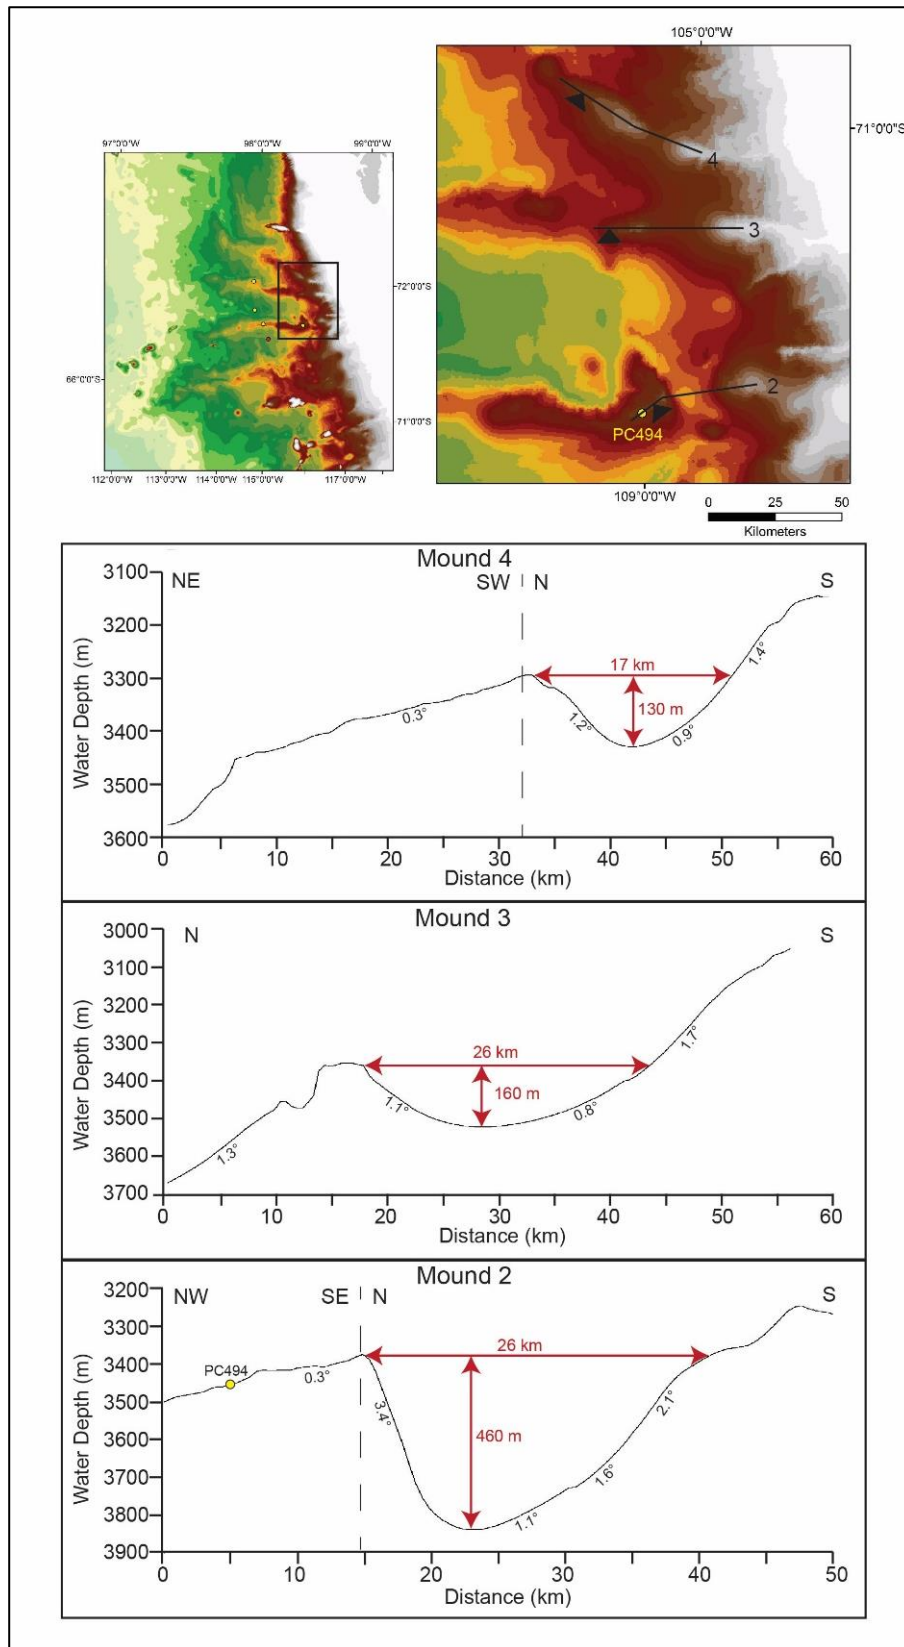 97°0'0"W 98°0'0"W 99°0'0"W
72°0'0"S
66°0'0"S
71°0'0"S
112°0'0"W 113°0'0"W 114°0'0"W 115°0'0"W 117°0'0"W
105°0'0"W
71°0'0"S
4
3
2
PC494
109°0'0"W
0 25 50
Kilometers
Mound 4
NE SW N S
Water Depth (m)
3100
3200
3300
3400
3500
3600
17 km
130 m
0.3°
1.2°
0.9°
1.4°
0 10 20 30 40 50 60
Distance (km)
Mound 3
N S
Water Depth (m)
3000
3100
3200
3300
3400
3500
3600
3700
26 km
160 m
1.3°
1.1°
0.8°
1.7°
0 10 20 30 40 50 60
Distance (km)
Mound 2
NW SE N S
Water Depth (m)
3200
3300
3400
3500
3600
3700
3800
3900
PC494
26 km
460 m
0.3°
3.4°
1.1°
1.6°
2.1°
0 10 20 30 40 50
Distance (km)